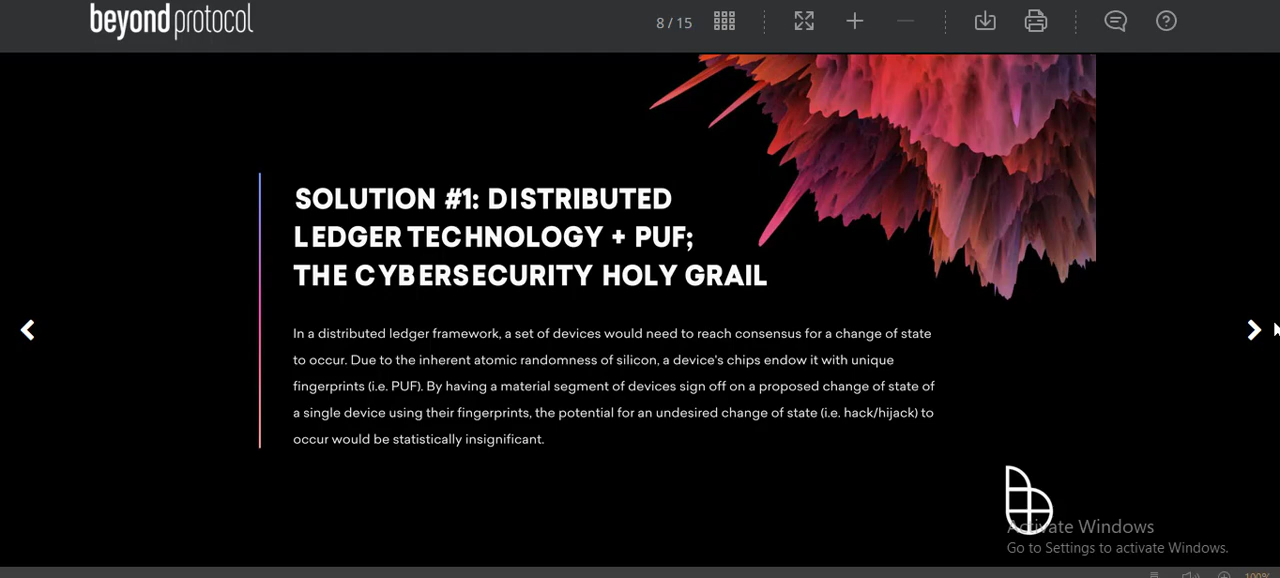 beyond protocol
8 / 15
SOLUTION #1: DISTRIBUTED
LEDGER TECHNOLOGY + PUF;
THE CYBERSECURITY HOLY GRAIL
In a distributed ledger framework, a set of devices would need to reach consensus for a change of state
to occur. Due to the inherent atomic randomness of silicon, a device's chips endow it with unique
fingerprints (i.e. PUF). By having a material segment of devices sign off on a proposed change of state of
a single device using their fingerprints, the potential for an undesired change of state (i.e. hack/hijack) to
occur would be statistically insignificant.
Activate Windows
Go to Settings to activate Windows.
100%